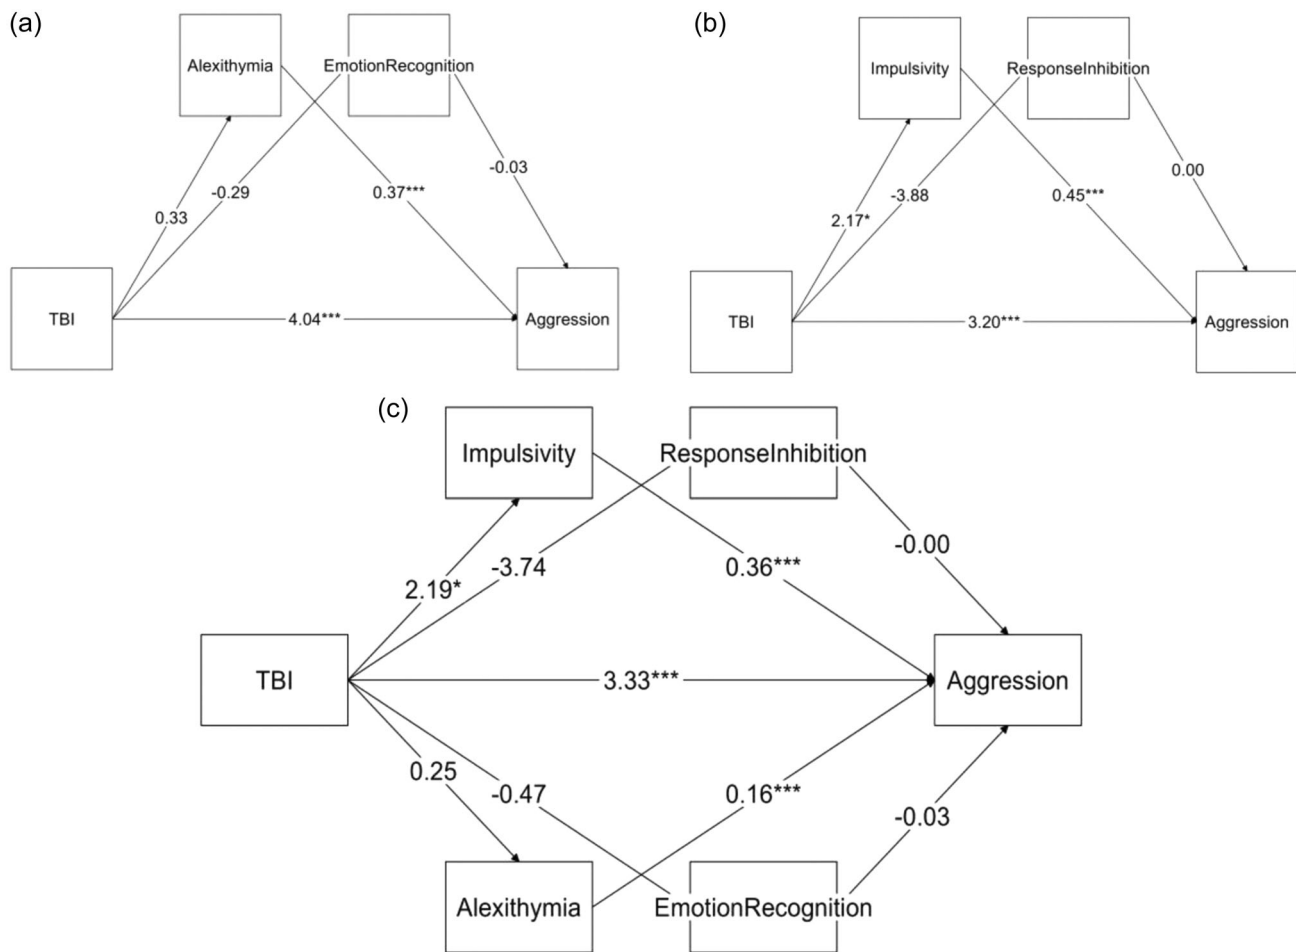 (a)
Alexithymia
EmotionRecognition
-0.03
-0.29
0.37***
0.33
TBI
4.04***
Aggression
(b)
Impulsivity
ResponseInhibition
0.00
-3.88
0.45***
2.17*
TBI
3.20***
Aggression
(c)
Impulsivity
ResponseInhibition
-0.00
-3.74
0.36***
2.19*
TBI
3.33***
Aggression
0.25
-0.47
0.16***
-0.03
Alexithymia
EmotionRecognition